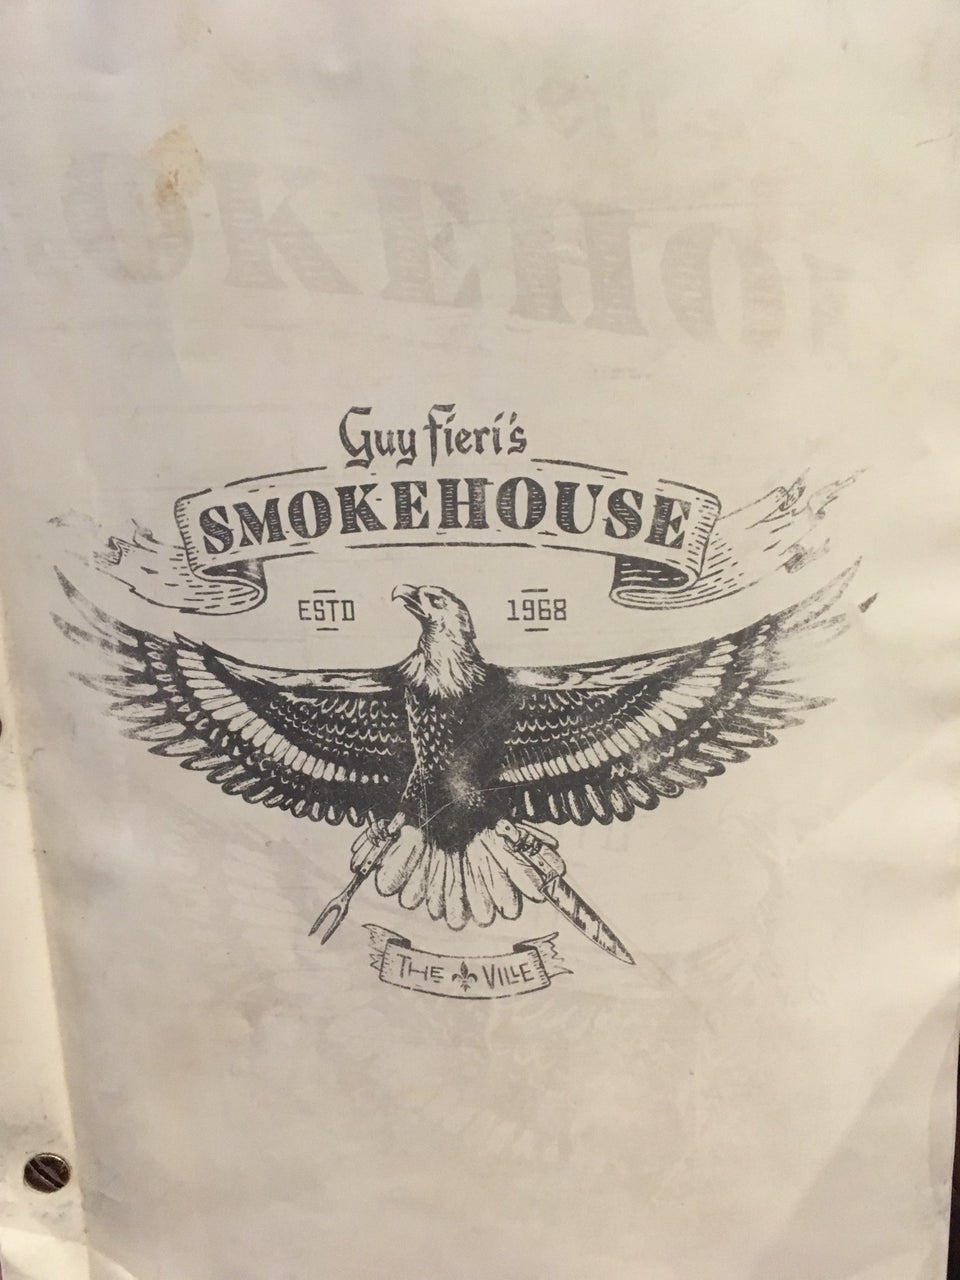 Guy Fieri's
SMOKEHOUSE
ESTD 1968
THE VILLE